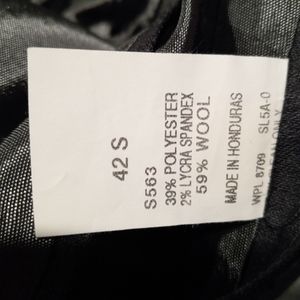 42 S
S563
39% POLYESTER
2% LYCRA SPANDEX
59% WOOL
MADE IN HONDURAS
WPL 8709 SL5A-0